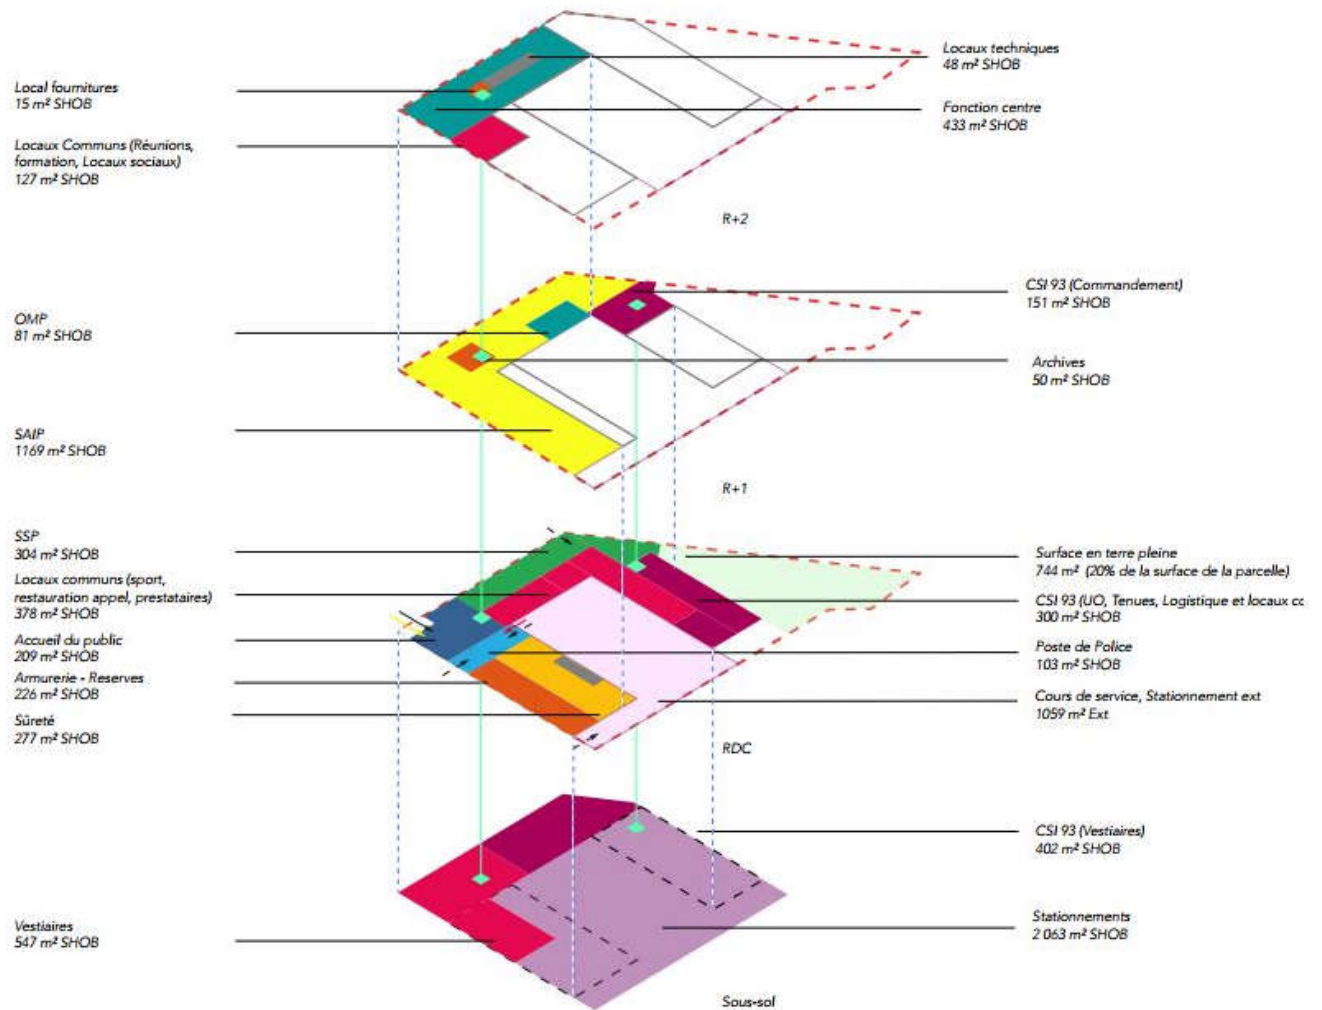 Local fournitures
15 m² SHOB
Locaux Communs (Réunions,
formation, Locaux sociaux)
127 m² SHOB
Locaux techniques
48 m² SHOB
Fonction centre
433 m² SHOB
R+2
OMP
81 m² SHOB
SAIP
1169 m² SHOB
CSI 93 (Commandement)
151 m² SHOB
Archives
50 m² SHOB
R+1
SSP
304 m² SHOB
Locaux communs (sport,
restauration appel, prestataires)
378 m² SHOB
Accueil du public
209 m² SHOB
Armurerie - Reserves
226 m² SHOB
Sûreté
277 m² SHOB
Surface en terre pleine
744 m² (20% de la surface de la parcelle)
CSI 93 (UO, Tenues, Logistique et locaux cc
300 m² SHOB
Poste de Police
103 m² SHOB
Cours de service, Stationnement ext
1059 m² Ext
RDC
Vestiaires
547 m² SHOB
CSI 93 (Vestiaires)
402 m² SHOB
Stationnements
2 063 m² SHOB
Sous-sol